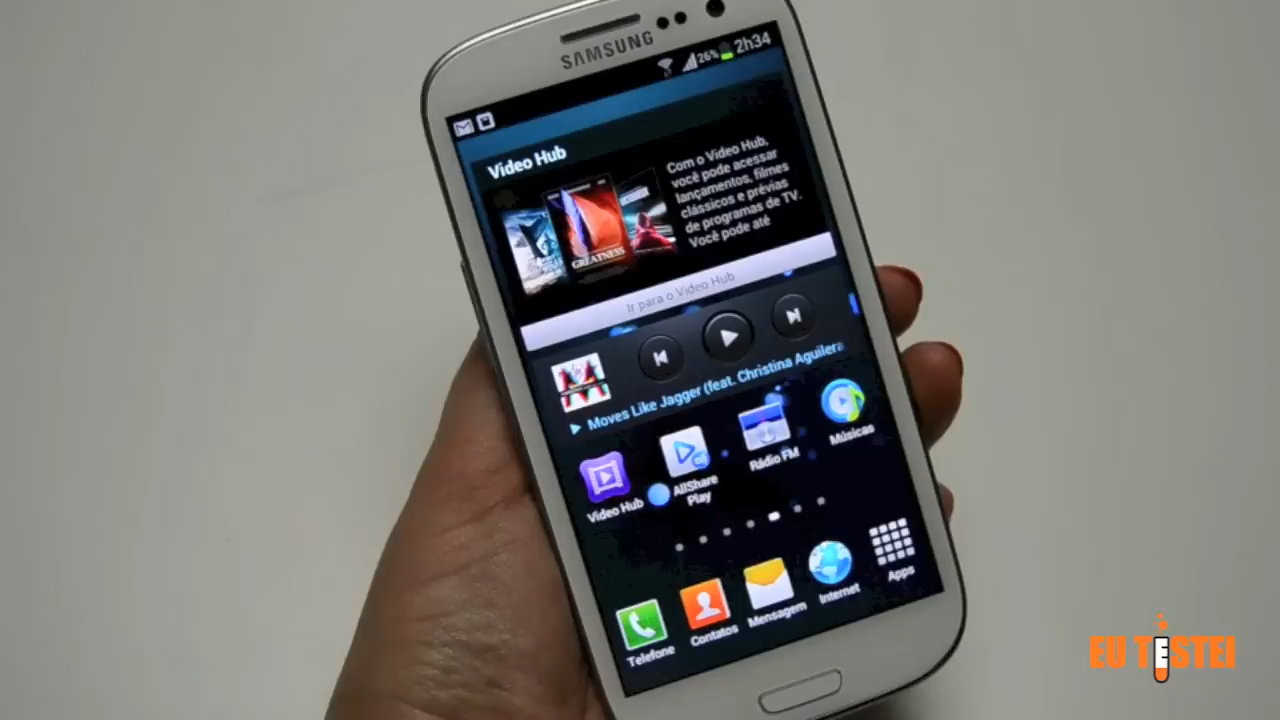 SAMSUNG
26% 2h34
Video Hub
Com o Video Hub,
você pode acessar
lançamentos, filmes
clássicos e prévias
de programas de TV.
Você pode até
GREATNESS
Ir para o Video Hub
Moves Like Jagger (feat. Christina Aguilera
Video Hub
AllShare
Play
Rádio FM
Músicas
Telefone
Contatos
Mensagem
Internet
Apps
EU TESTEI